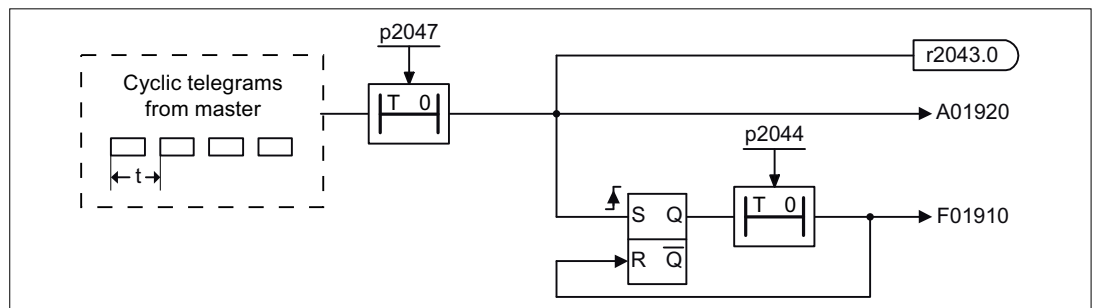 p2047
r2043.0
Cyclic telegrams
from master
T 0
A01920
t
p2044
T 0
S Q
F01910
R Q̅